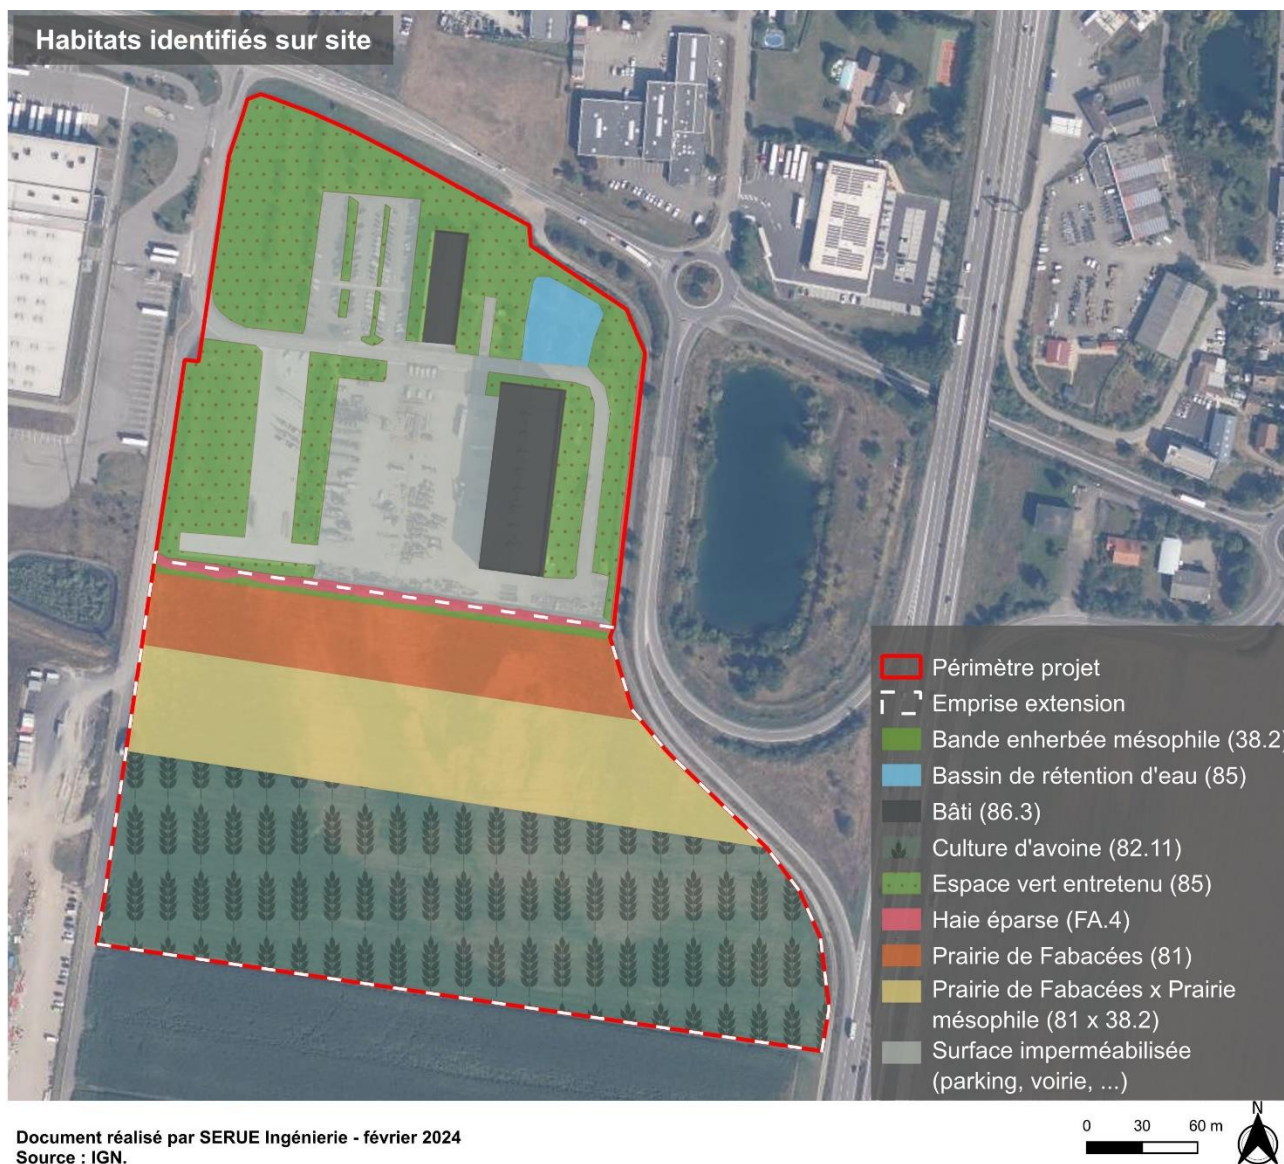 Habitats identifiés sur site
Périmètre projet
Emprise extension
Bande enherbée mésophile (38.2)
Bassin de rétention d'eau (85)
Bâti (86.3)
Culture d'avoine (82.11)
Espace vert entretenu (85)
Haie éparse (FA.4)
Prairie de Fabacées (81)
Prairie de Fabacées x Prairie
mésophile (81 x 38.2)
Surface imperméabilisée
(parking, voirie, ...)
Document réalisé par SERUE Ingénierie - février 2024
Source : IGN.
0 30 60 m
N